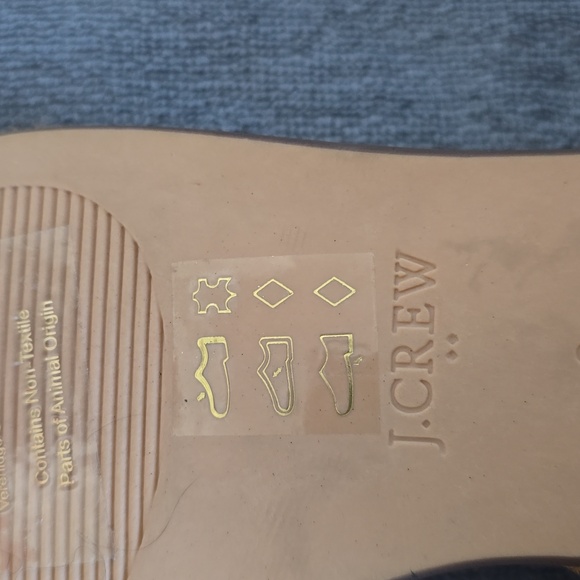 Contains Non-Textile
Parts of Animal Origin
J.CREW